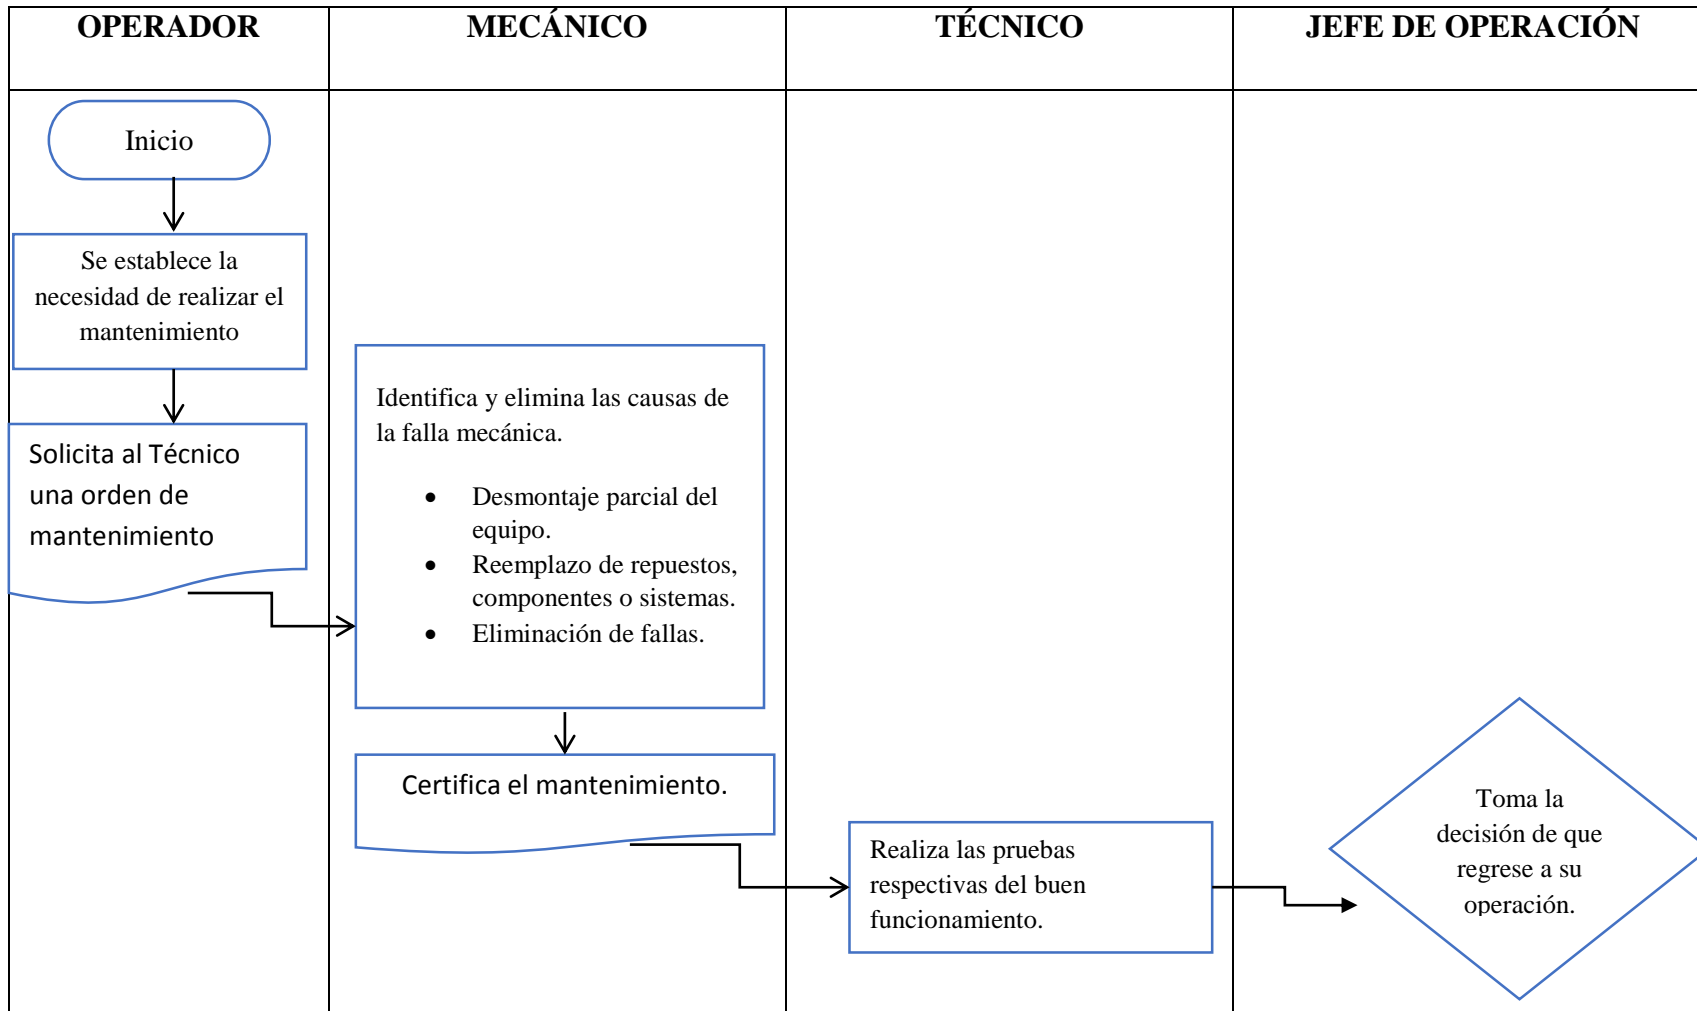 OPERADOR
MECÁNICO
TÉCNICO
JEFE DE OPERACIÓN
Inicio
Se establece la
necesidad de realizar el
mantenimiento
Solicita al Técnico
una orden de
mantenimiento
Identifica y elimina las causas de
la falla mecánica.
• Desmontaje parcial del
equipo.
• Reemplazo de repuestos,
componentes o sistemas.
• Eliminación de fallas.
Certifica el mantenimiento.
Realiza las pruebas
respectivas del buen
funcionamiento.
Toma la
decisión de que
regrese a su
operación.